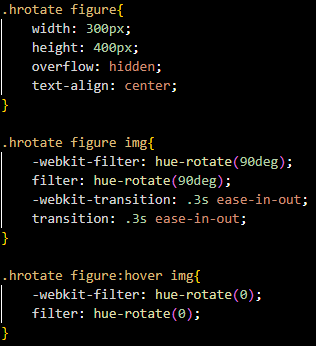 .hrotate figure{
width: 300px;
height: 400px;
overflow: hidden;
text-align: center;
}
.hrotate figure img{
-webkit-filter: hue-rotate(90deg);
filter: hue-rotate(90deg);
-webkit-transition: .3s ease-in-out;
transition: .3s ease-in-out;
}
.hrotate figure:hover img{
-webkit-filter: hue-rotate(0);
filter: hue-rotate(0);
}